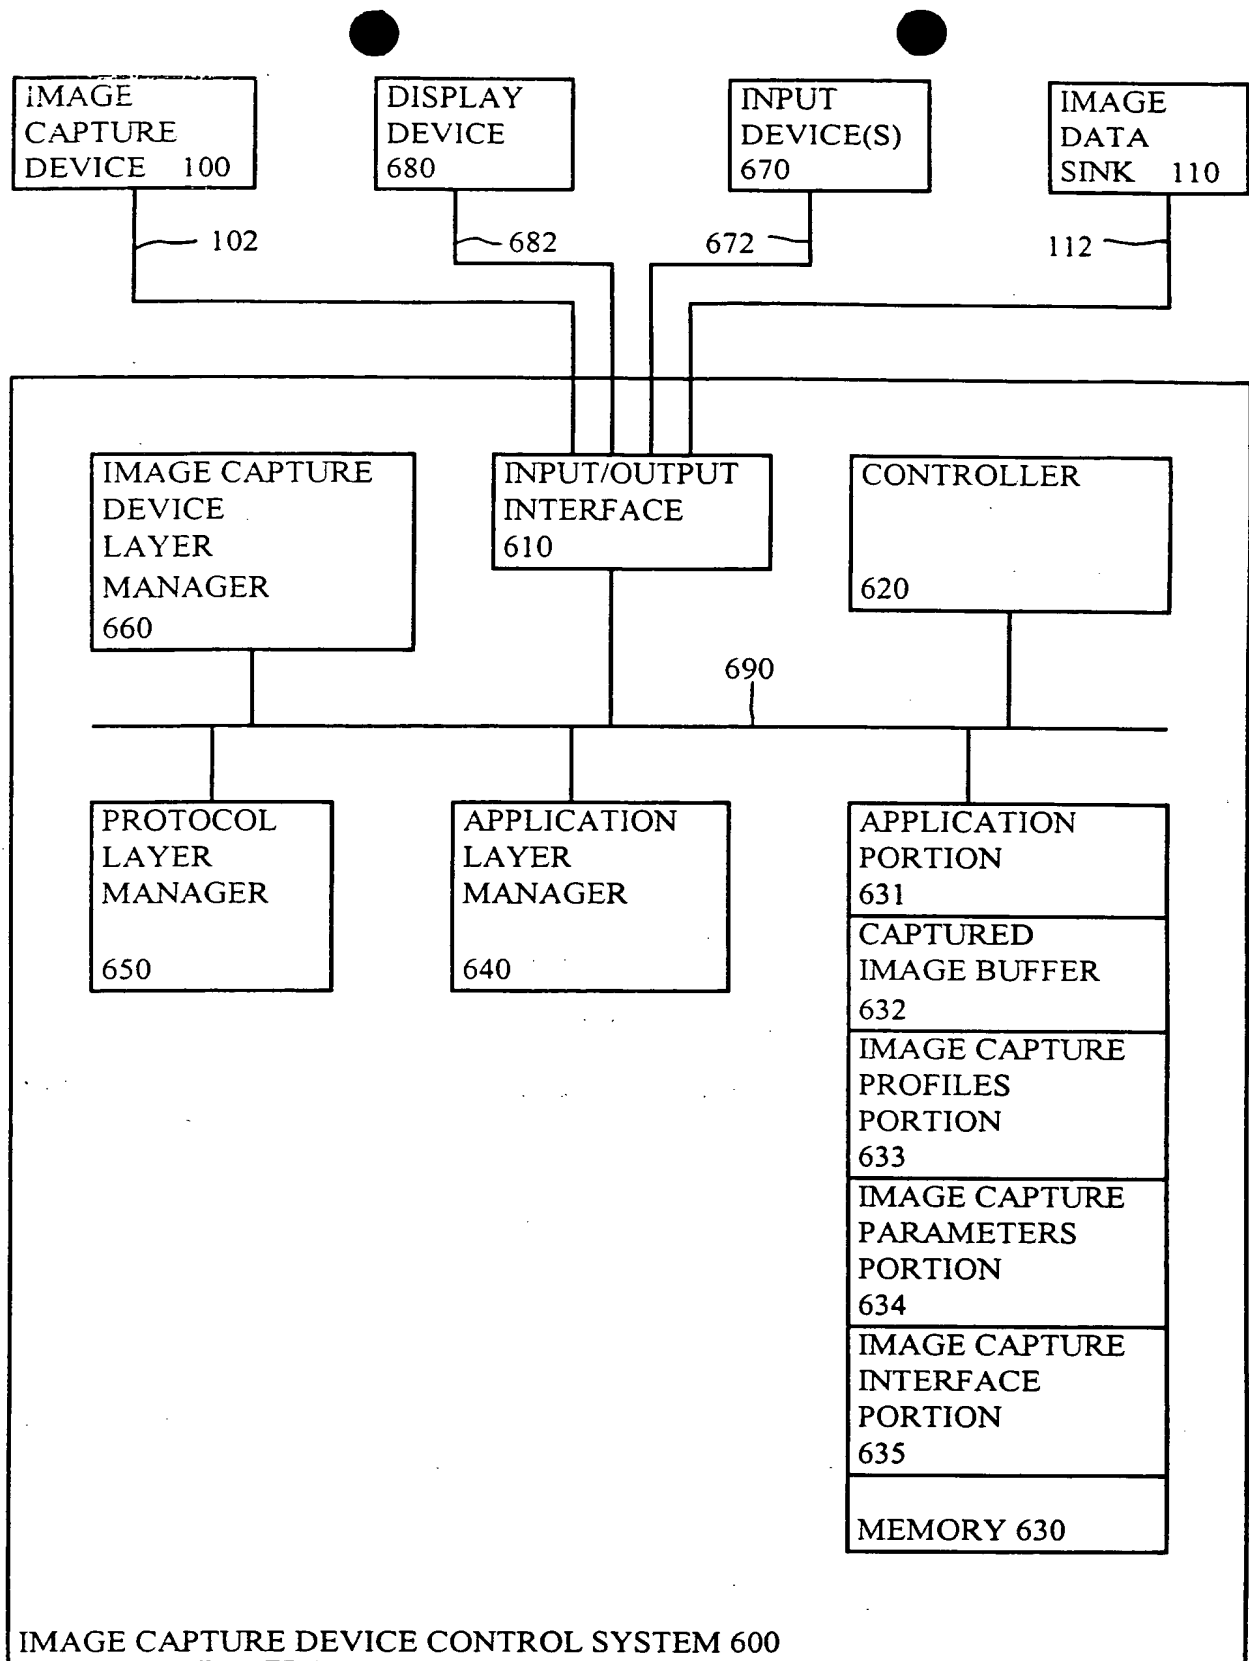 IMAGE
CAPTURE
DEVICE 100
DISPLAY
DEVICE
680
INPUT
DEVICE(S)
670
IMAGE
DATA
SINK 110
102
682
672
112
IMAGE CAPTURE
DEVICE
LAYER
MANAGER
660
INPUT/OUTPUT
INTERFACE
610
CONTROLLER
620
690
PROTOCOL
LAYER
MANAGER
650
APPLICATION
LAYER
MANAGER
640
APPLICATION
PORTION
631
CAPTURED
IMAGE BUFFER
632
IMAGE CAPTURE
PROFILES
PORTION
633
IMAGE CAPTURE
PARAMETERS
PORTION
634
IMAGE CAPTURE
INTERFACE
PORTION
635
MEMORY 630
IMAGE CAPTURE DEVICE CONTROL SYSTEM 600